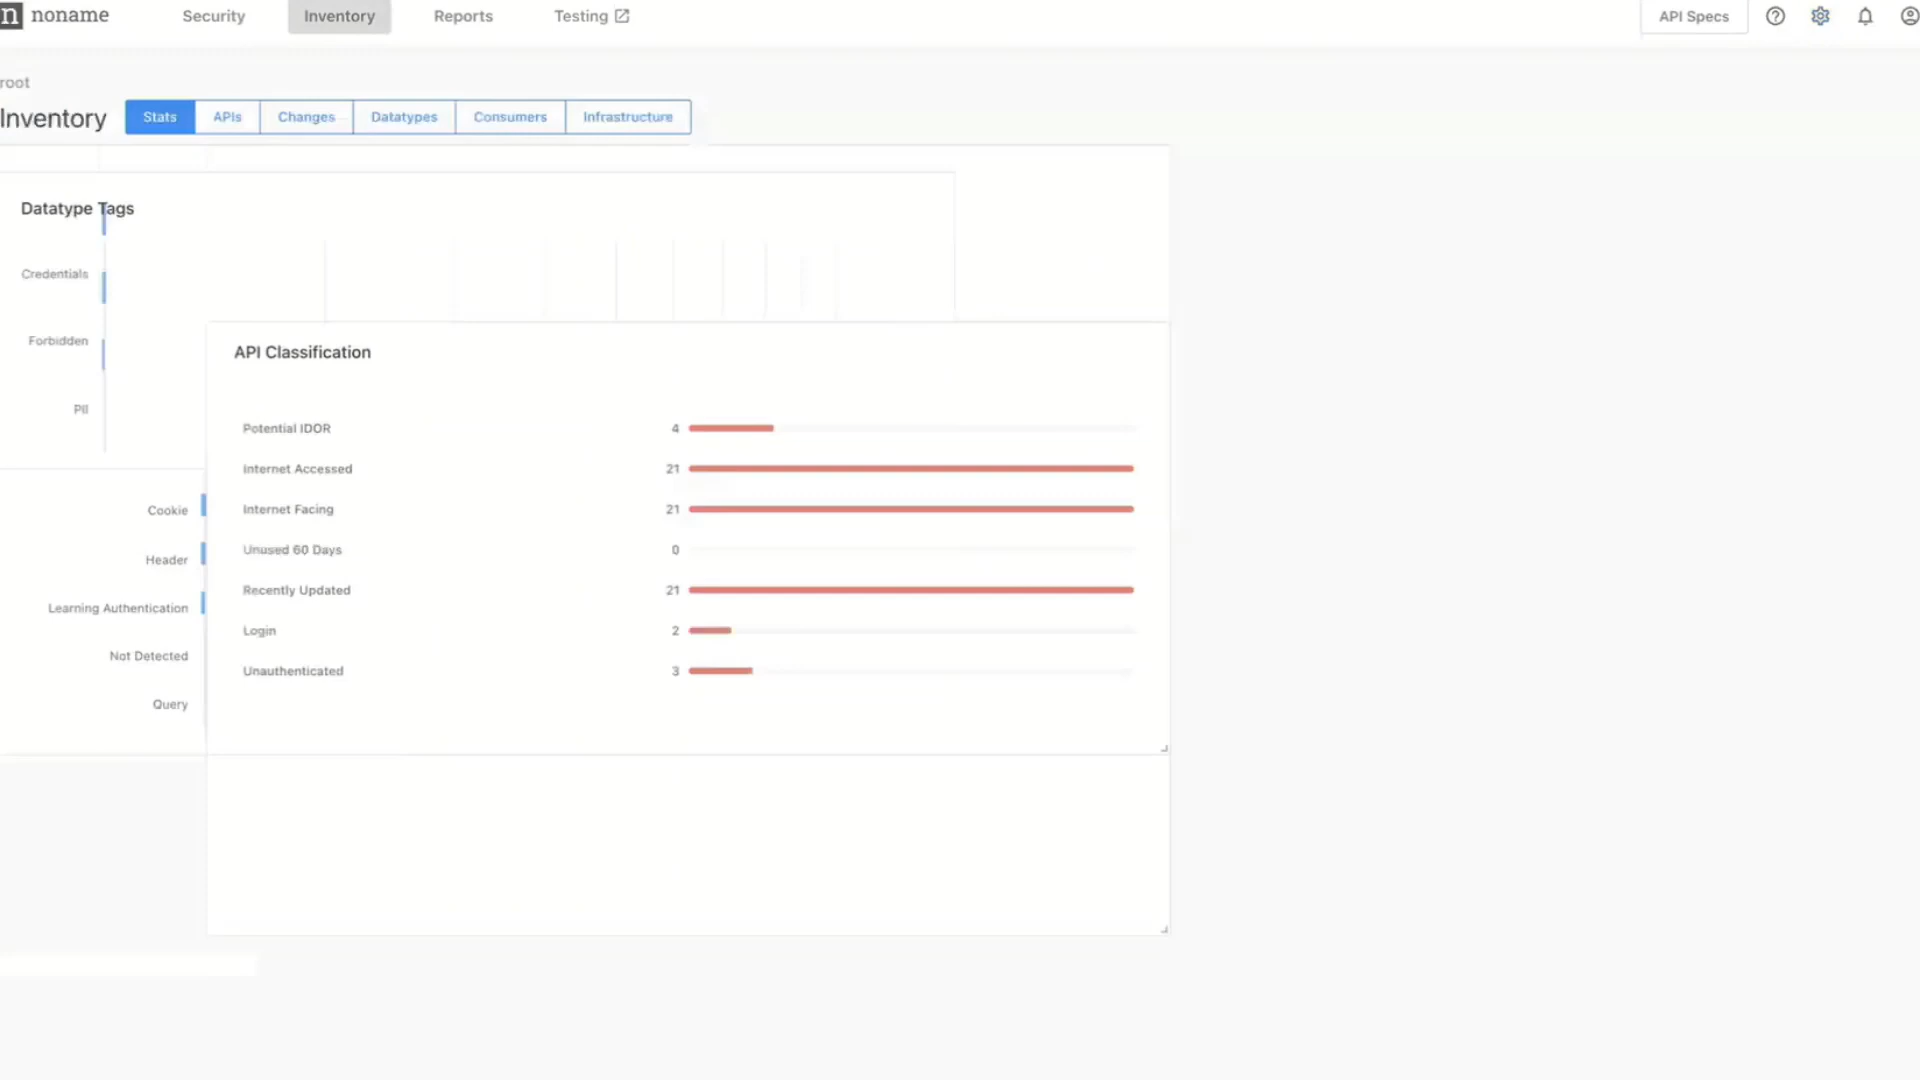 n noname
Security
Inventory
Reports
Testing
API Specs
root
Inventory
Stats
APIs
Changes
Datatypes
Consumers
Infrastructure
Datatype Tags
Credentials
Forbidden
PII
API Classification
Potential IDOR 4
Internet Accessed 21
Internet Facing 21
Unused 60 Days 0
Recently Updated 21
Login 2
Unauthenticated 3
Cookie
Header
Learning Authentication
Not Detected
Query